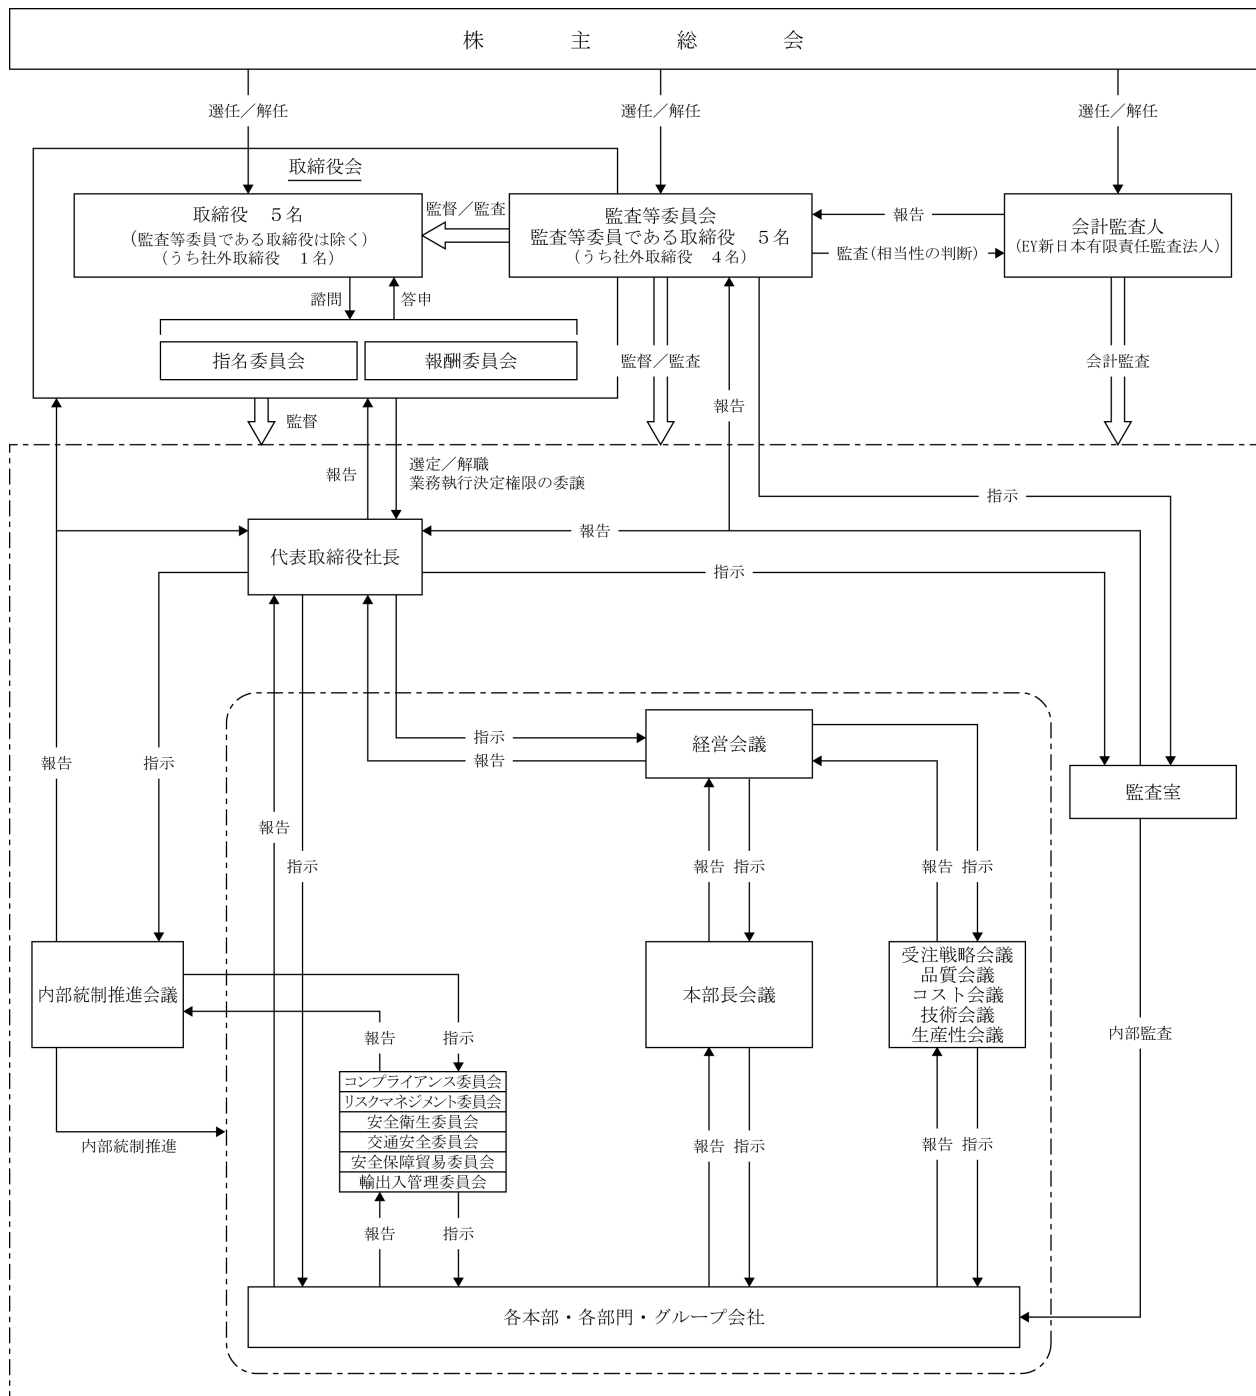 株主総会
選任／解任
選任／解任
選任／解任
取締役会
取締役　５名
（監査等委員である取締役は除く）
（うち社外取締役　１名）
監督／監査
監査等委員会
監査等委員である取締役　５名
（うち社外取締役　４名）
報告
監査（相当性の判断）
会計監査人
（EY新日本有限責任監査法人）
諮問
答申
指名委員会
報酬委員会
監督／監査
会計監査
報告
監督
報告
選定／解職
業務執行決定権限の委譲
指示
報告
代表取締役社長
指示
指示
報告
経営会議
報告
指示
監査室
報告
指示
報告
指示
報告
指示
内部統制推進会議
本部長会議
受注戦略会議
品質会議
コスト会議
技術会議
生産性会議
報告
指示
内部監査
コンプライアンス委員会
リスクマネジメント委員会
安全衛生委員会
交通安全委員会
安全保障貿易委員会
輸出入管理委員会
内部統制推進
報告
指示
報告
指示
報告
指示
各本部・各部門・グループ会社